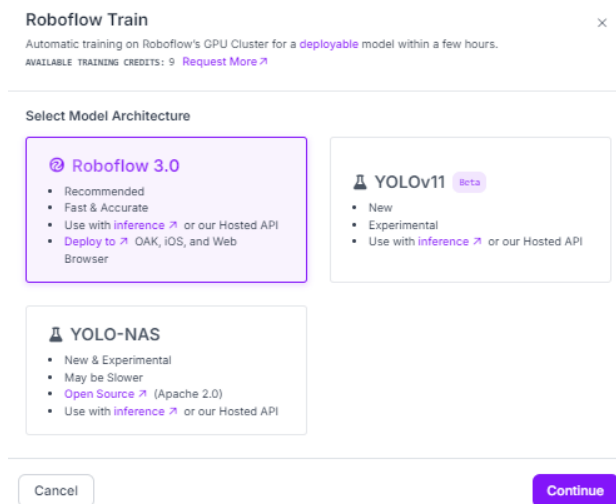 Roboflow Train
Automatic training on Roboflow's GPU Cluster for a deployable model within a few hours.
AVAILABLE TRAINING CREDITS: 9 Request More
Select Model Architecture
Roboflow 3.0
Recommended
Fast & Accurate
Use with inference or our Hosted API
Deploy to OAK, iOS, and Web
Browser
YOLOv11 Beta
New
Experimental
Use with inference or our Hosted API
YOLO-NAS
New & Experimental
May be Slower
Open Source (Apache 2.0)
Use with inference or our Hosted API
Cancel
Continue